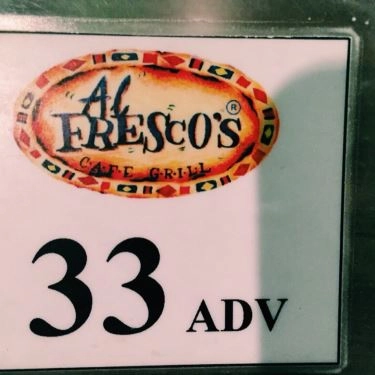 Al
FRESCO'S®
CAFE GRILL
33 ADV